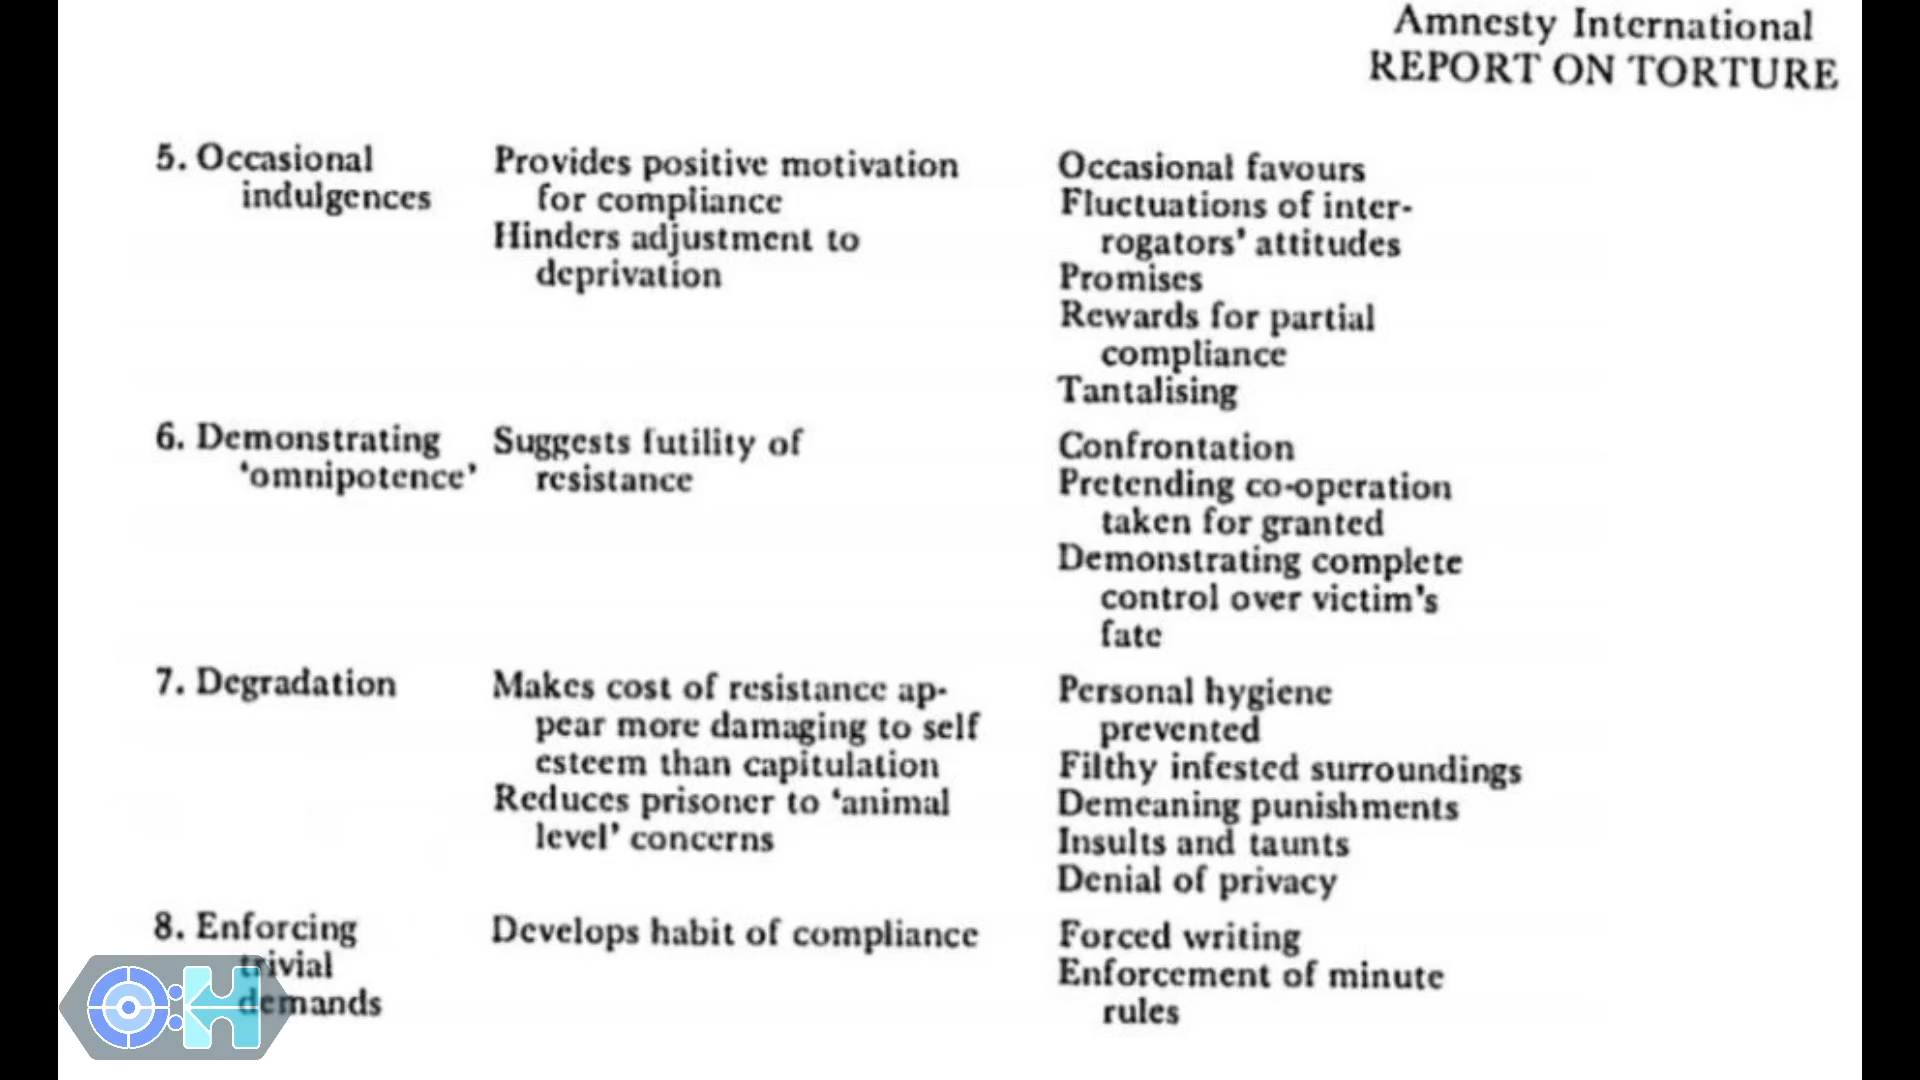 Amnesty International
REPORT ON TORTURE
5. Occasional
indulgences
Provides positive motivation
for compliance
Hinders adjustment to
deprivation
Occasional favours
Fluctuations of inter-
rogators' attitudes
Promises
Rewards for partial
compliance
Tantalising
6. Demonstrating
'omnipotence'
Suggests futility of
resistance
Confrontation
Pretending co-operation
taken for granted
Demonstrating complete
control over victim's
fate
7. Degradation
Makes cost of resistance ap-
pear more damaging to self
esteem than capitulation
Reduces prisoner to 'animal
level' concerns
Personal hygiene
prevented
Filthy infested surroundings
Demeaning punishments
Insults and taunts
Denial of privacy
8. Enforcing
trivial
demands
Develops habit of compliance
Forced writing
Enforcement of minute
rules